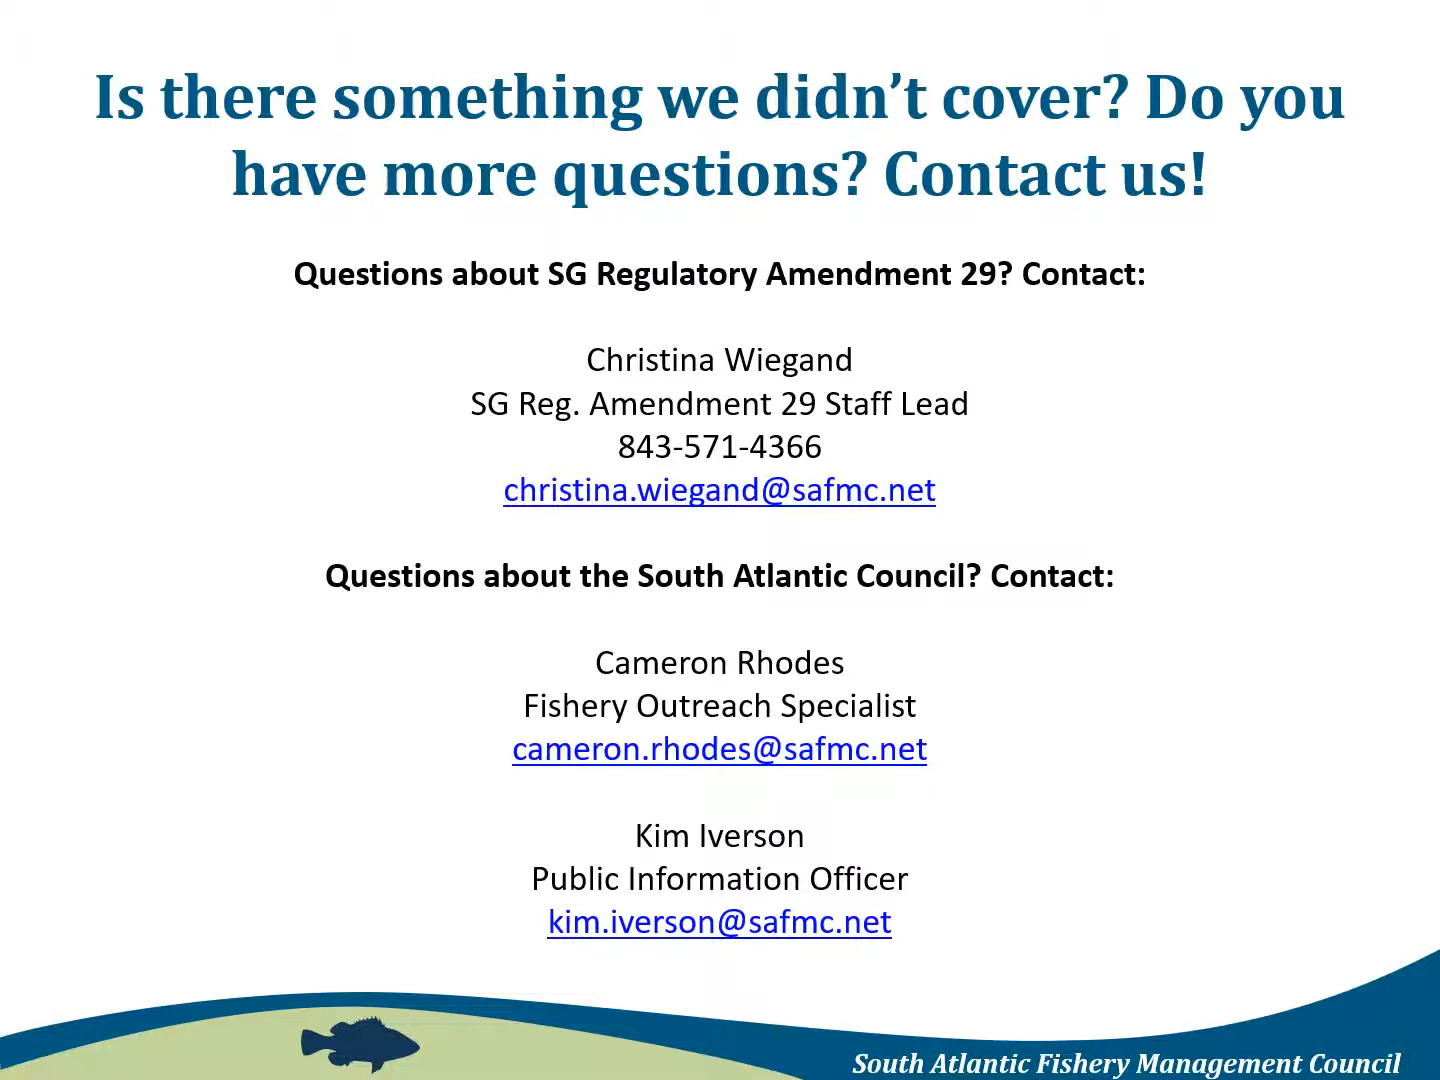 Is there something we didn’t cover? Do you
have more questions? Contact us!
Questions about SG Regulatory Amendment 29? Contact:
Christina Wiegand
SG Reg. Amendment 29 Staff Lead
843-571-4366
christina.wiegand@safmc.net
Questions about the South Atlantic Council? Contact:
Cameron Rhodes
Fishery Outreach Specialist
cameron.rhodes@safmc.net
Kim Iverson
Public Information Officer
kim.iverson@safmc.net
South Atlantic Fishery Management Council